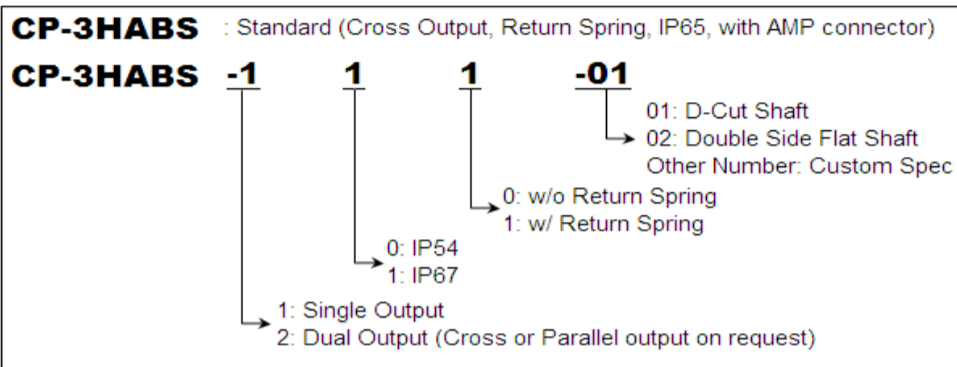 CP-3HABS : Standard (Cross Output, Return Spring, IP65, with AMP connector)
CP-3HABS -1 1 1 -01
01: D-Cut Shaft
02: Double Side Flat Shaft
Other Number: Custom Spec
0: w/o Return Spring
1: w/ Return Spring
0: IP54
1: IP67
1: Single Output
2: Dual Output (Cross or Parallel output on request)